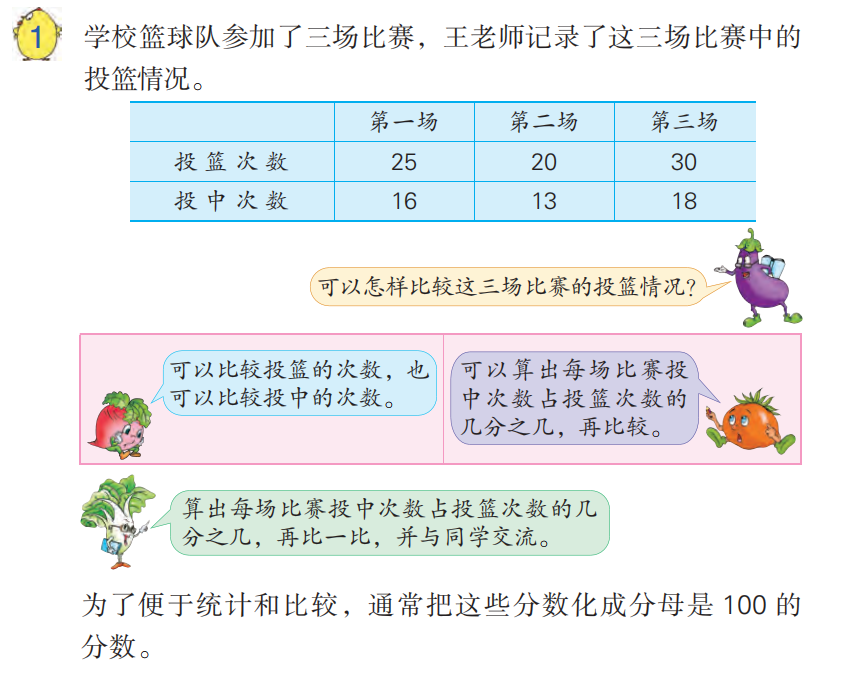 1 学校篮球队参加了三场比赛，王老师记录了这三场比赛中的
投篮情况。
第一场 第二场 第三场
投篮次数 25 20 30
投中次数 16 13 18
可以怎样比较这三场比赛的投篮情况？
可以比较投篮的次数，也
可以比较投中的次数。
可以算出每场比赛投
中次数占投篮次数的
几分之几，再比较。
算出每场比赛投中次数占投篮次数的几
分之几，再比一比，并与同学交流。
为了便于统计和比较，通常把这些分数化成分母是 100 的
分数。